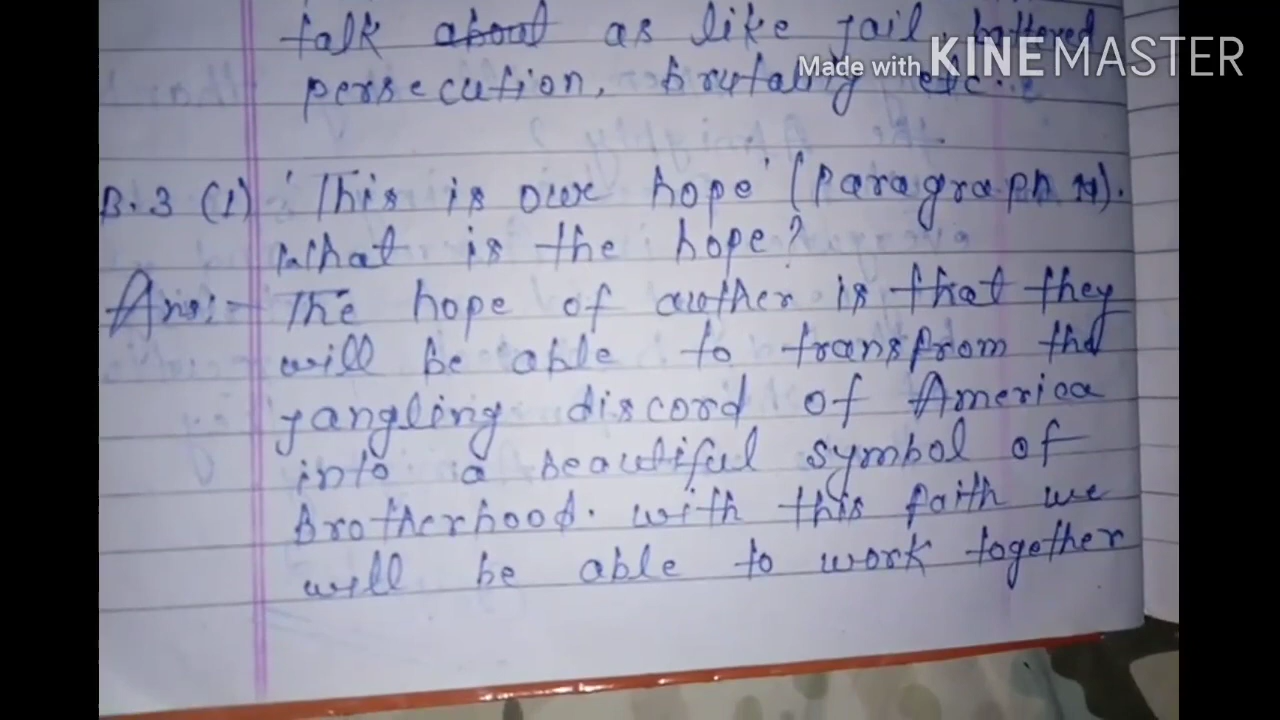 talk about as like jail, battered
Made with KINEMASTER
persecution, brutality etc.
B.3 (1) 'This is our hope' (Paragraph 19).
What is the hope?
Ans:- The hope of auther is that they
will be able to transfrom the
jangling discord of America
into a beautiful symbol of
Brotherhood. with this faith we
will be able to work together